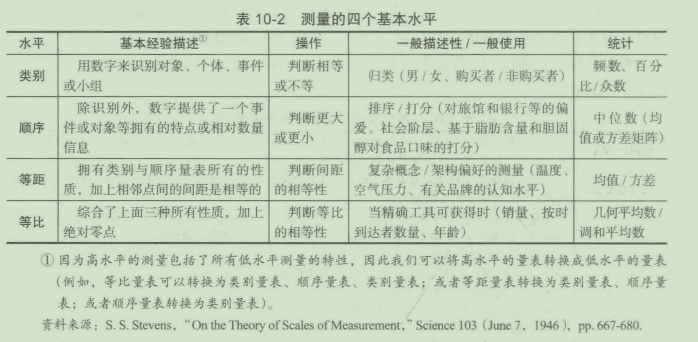 表 10-2 测量的四个基本水平
水平 基本经验描述① 操作 一般描述性/一般使用 统计
类别 用数字来识别对象、个体、事件或小组 判断相等或不等 归类(男/女、购买者/非购买者) 频数、百分比/众数
顺序 除识别外,数字提供了一个事件或对象等拥有的特点或相对数量信息 判断更大或更小 排序/打分(对旅馆和银行等的偏爱、社会阶层、基于脂肪含量和胆固醇对食品口味的打分) 中位数(均值或方差矩阵)
等距 拥有类别与顺序量表所有的性质,加上相邻点间的间距是相等的 判断间距的相等性 复杂概念/架构偏好的测量(温度、空气压力、有关品牌的认知水平) 均值/方差
等比 综合了上面三种所有性质,加上绝对零点 判断等比的相等性 当精确工具可获得时(销量、按时到达者数量、年龄) 几何平均数/调和平均数
① 因为高水平的测量包括了所有低水平测量的特性,因此我们可以将高水平的量表转换成低水平的量表
(例如,等比量表可以转换为类别量表、顺序量表、类别量表;或者等距量表转换为类别量表、顺序量
表;或者顺序量表转换为类别量表)。
资料来源:S. S. Stevens, “On the Theory of Scales of Measurement,” Science 103 (June 7, 1946), pp. 667-680.